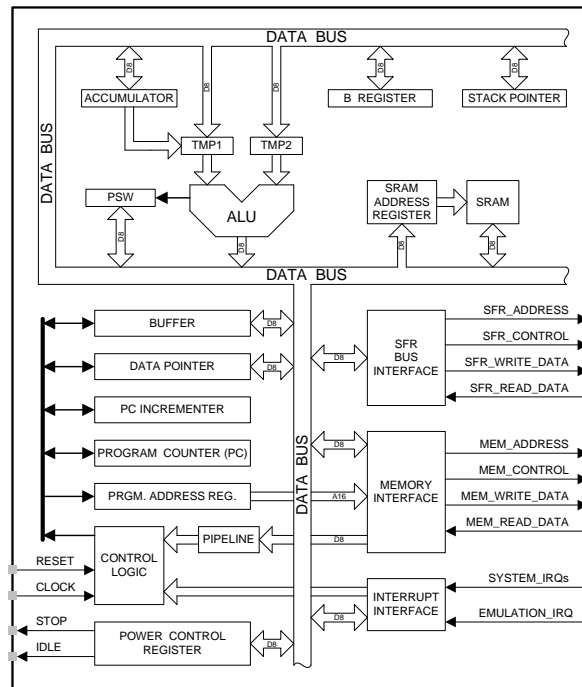 DATA BUS
D8
D8
D8
D8
D8
ACCUMULATOR
B REGISTER
STACK POINTER
DATA BUS
TMP1
TMP2
PSW
ALU
SRAM
ADDRESS
REGISTER
SRAM
D8
D8
D8
D8
DATA BUS
BUFFER
D8
SFR
BUS
INTERFACE
D8
SFR_ADDRESS
SFR_CONTROL
SFR_WRITE_DATA
SFR_READ_DATA
DATA POINTER
D8
PC INCREMENTER
PROGRAM COUNTER (PC)
DATA BUS
D8
MEMORY
INTERFACE
MEM_ADDRESS
MEM_CONTROL
MEM_WRITE_DATA
MEM_READ_DATA
PRGM. ADDRESS REG.
A16
CONTROL
LOGIC
PIPELINE
D8
RESET
CLOCK
INTERRUPT
INTERFACE
SYSTEM_IRQs
EMULATION_IRQ
D8
STOP
IDLE
POWER CONTROL
REGISTER
D8